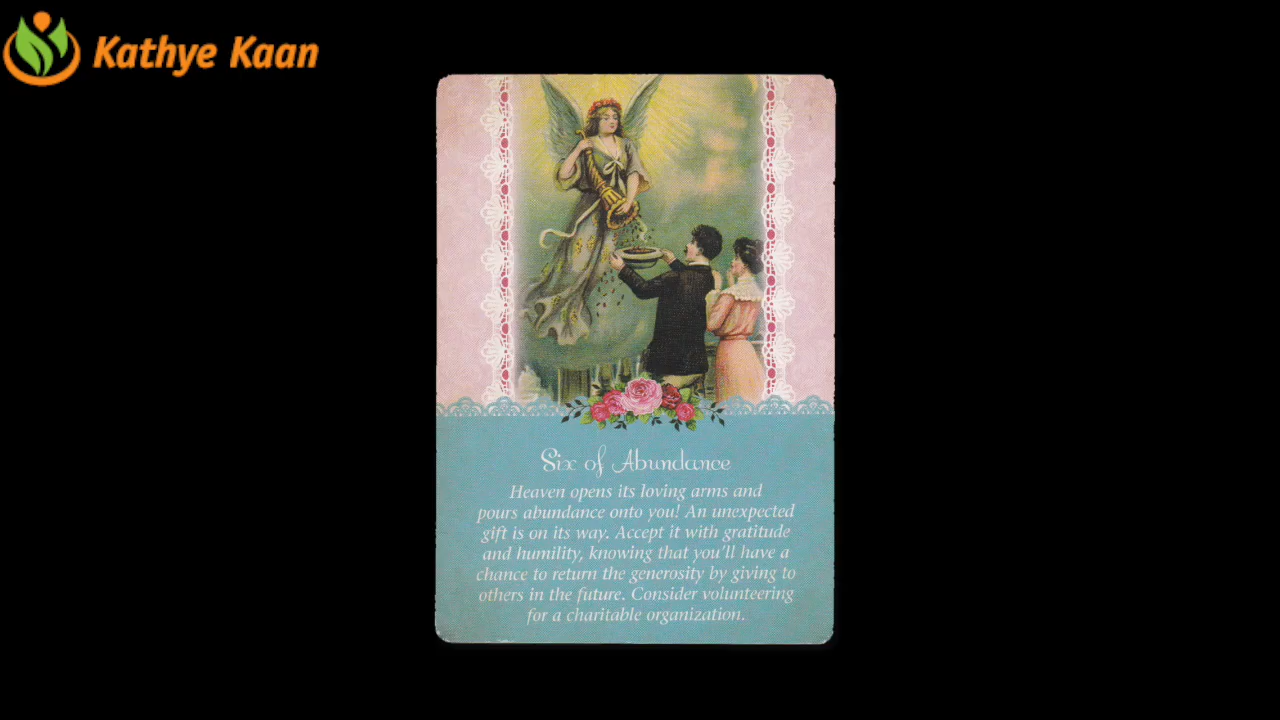 Kathye Kaan
Six of Abundance
Heaven opens its loving arms and
pours abundance onto you! An unexpected
gift is on its way. Accept it with gratitude
and humility, knowing that you'll have a
chance to return the generosity by giving to
others in the future. Consider volunteering
for a charitable organization.